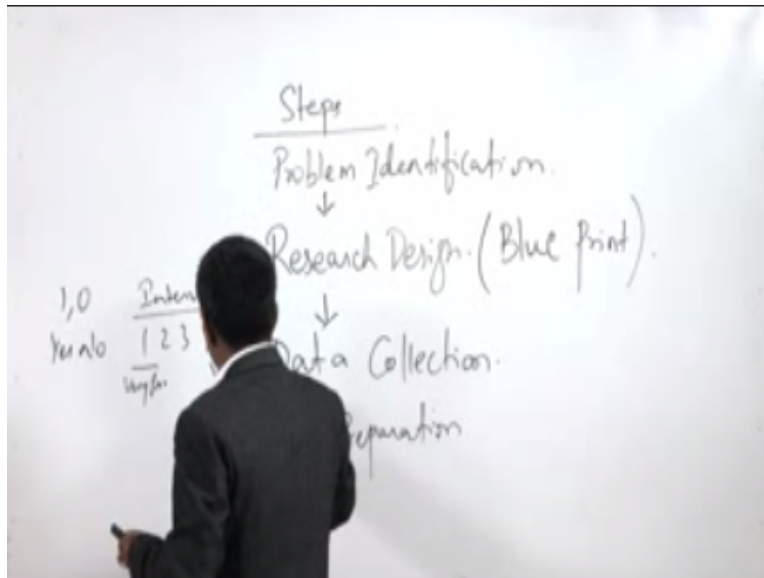 Steps
Problem Identification.
↓
Research Design. (Blue Print).
↓
Data Collection.
1,0
Yes No
1 2 3